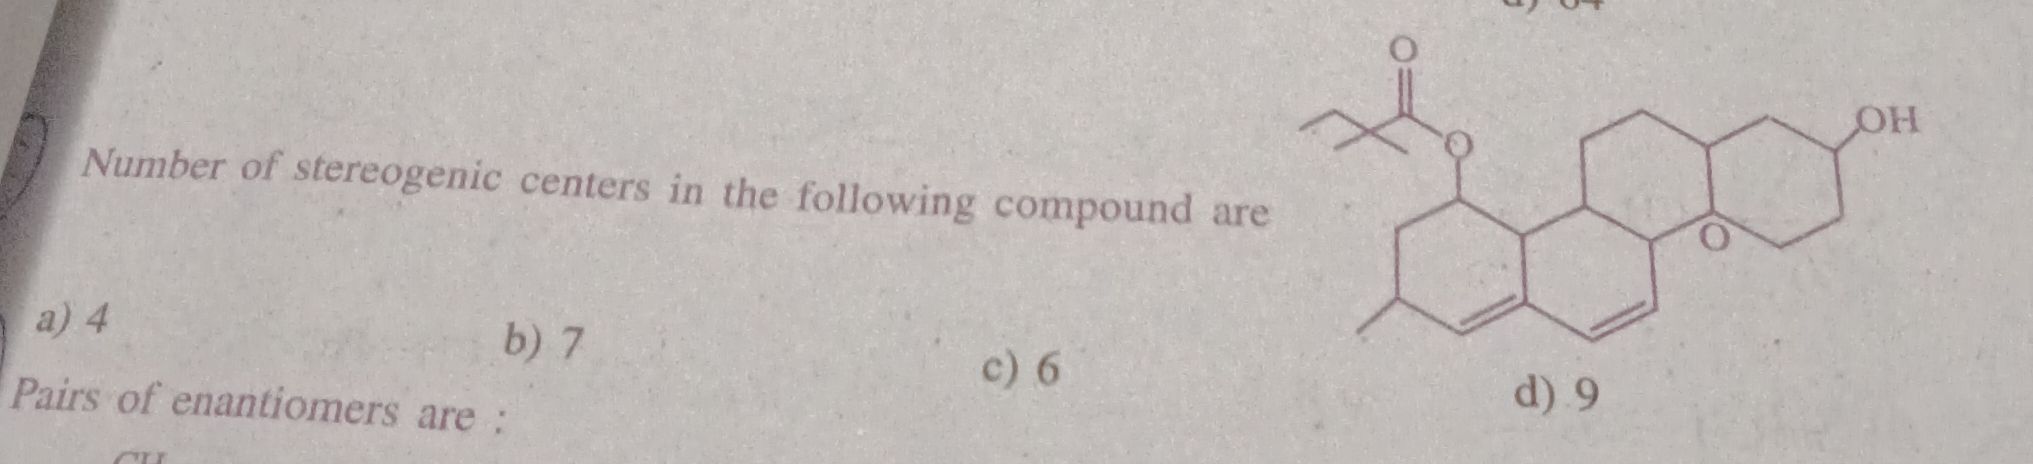 O
OH
O
Number of stereogenic centers in the following compound are
O
a) 4 b) 7 c) 6 d) 9
Pairs of enantiomers are :